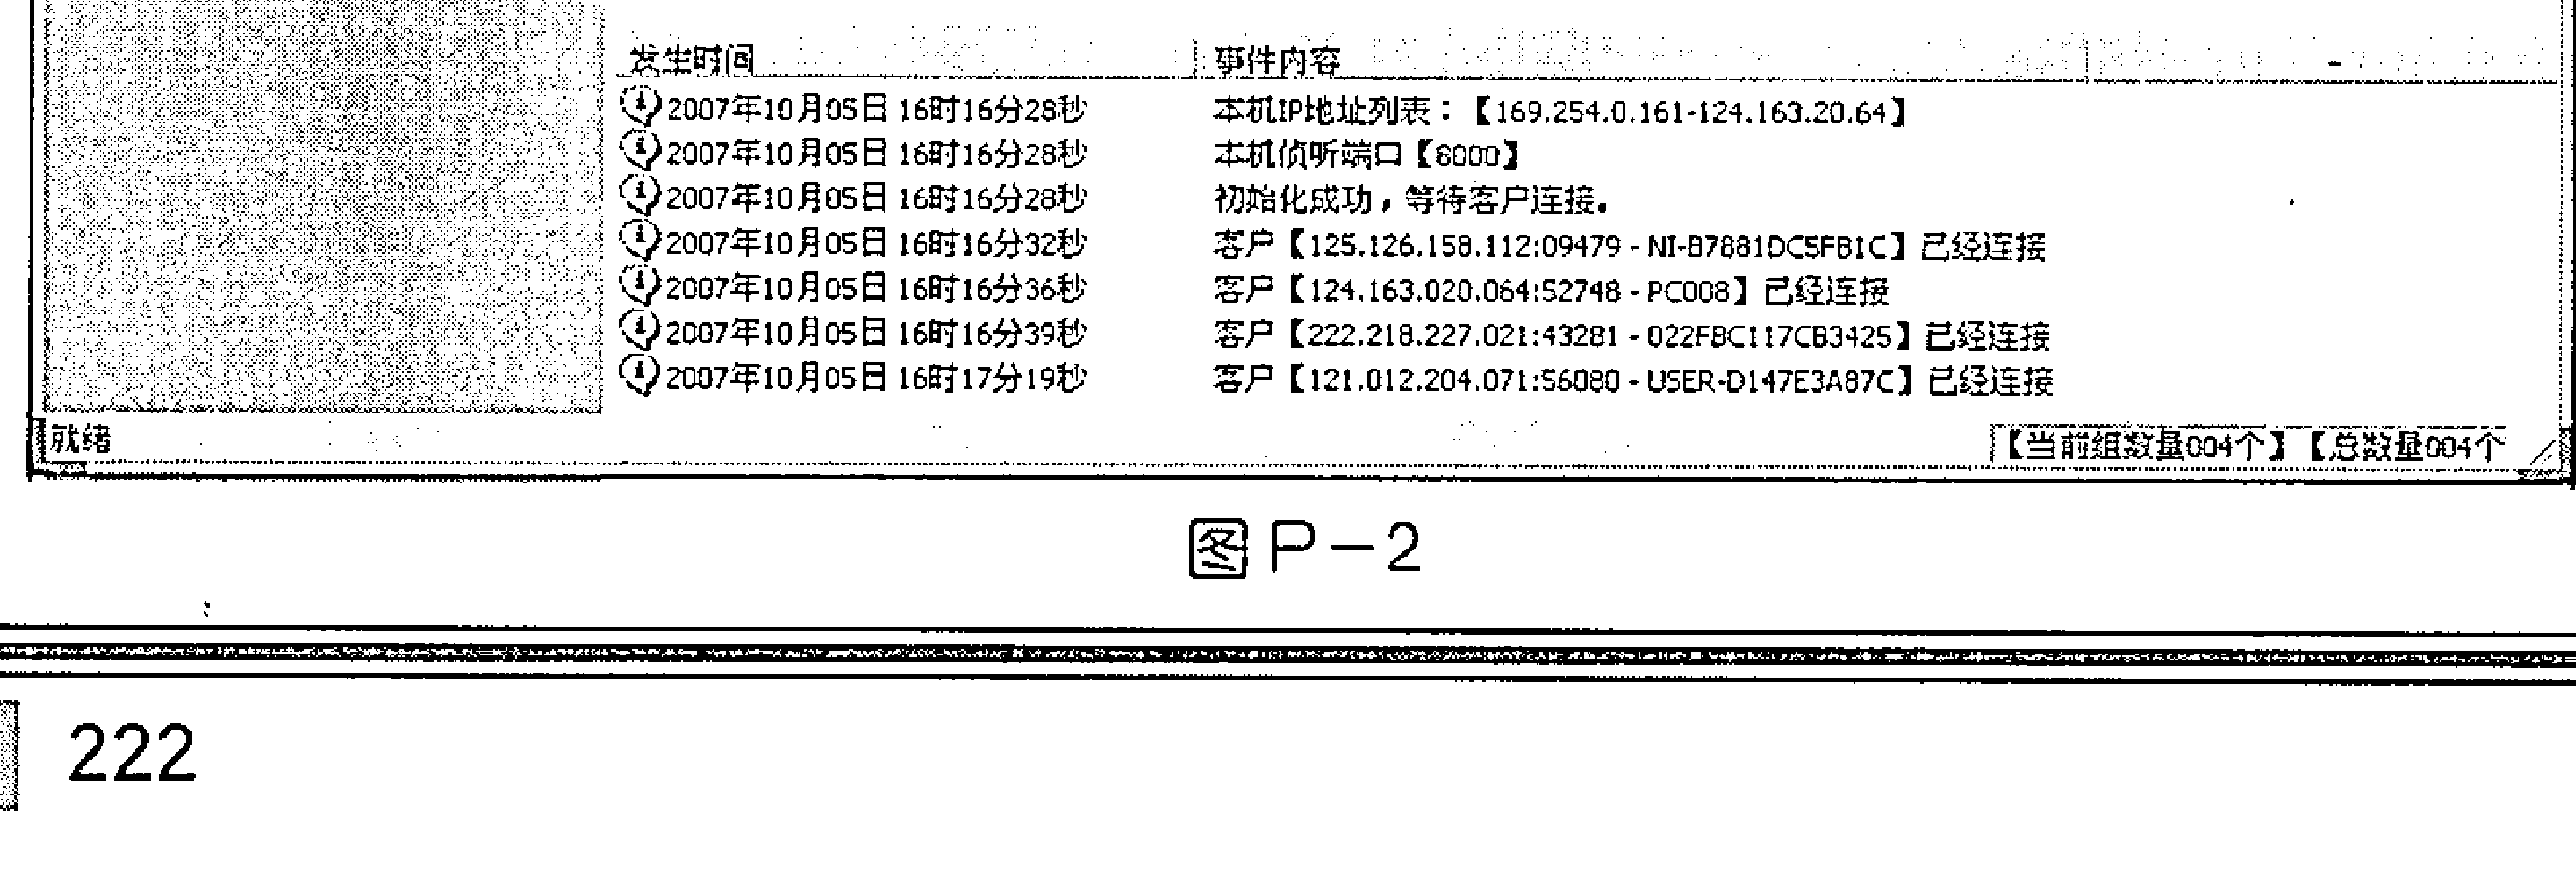 发生时间 事件内容
2007年10月05日 16时16分28秒 本机IP地址列表：【169.254.0.161-124.163.20.64】
2007年10月05日 16时16分28秒 本机侦听端口【8000】
2007年10月05日 16时16分28秒 初始化成功，等待客户连接。
2007年10月05日 16时16分32秒 客户【125.126.158.112:09479 - NI-B7881DC5FB1C】已经连接
2007年10月05日 16时16分36秒 客户【124.163.020.064:52748 - PC008】已经连接
2007年10月05日 16时16分39秒 客户【222.218.227.021:43281 - 022FBC117CB3425】已经连接
2007年10月05日 16时17分19秒 客户【121.012.204.071:56080 - USER-D147E3A87C】已经连接
就绪 【当前组数量004个】【总数量004个
图P-2
222